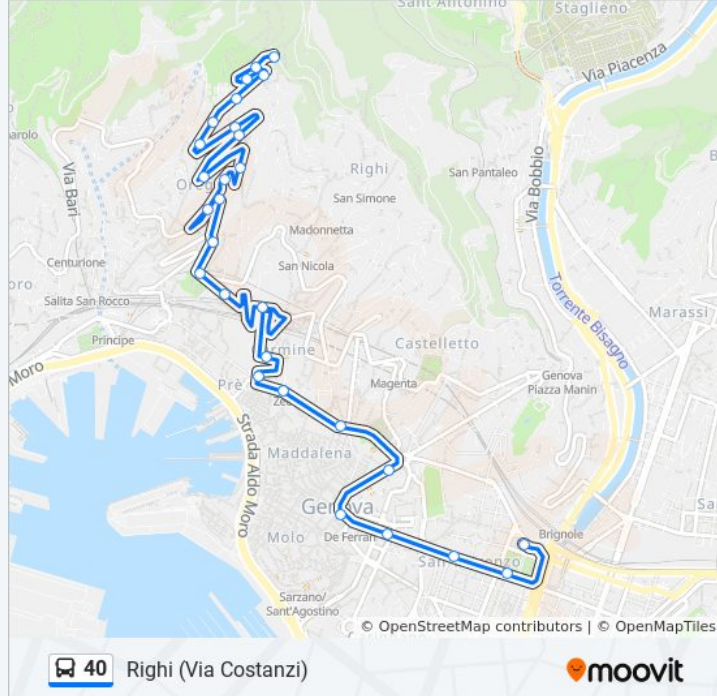 Sant'Antonino
Staglieno
Via Piacenza
Via Bari
Righi
San Pantaleo
Via Bobbio
San Simone
Madonnetta
Centurione
San Nicola
Torrente Bisagno
Salita San Rocco
Marassi
Principe
Castelletto
Moro
Prè
Magenta
Genova
Piazza Manin
Strada Aldo Moro
Maddalena
Genova
Molo
De Ferrari
Brignole
Sarzano/
Sant'Agostino
© OpenStreetMap contributors | © OpenMapTiles
40 Righi (Via Costanzi)
moovit